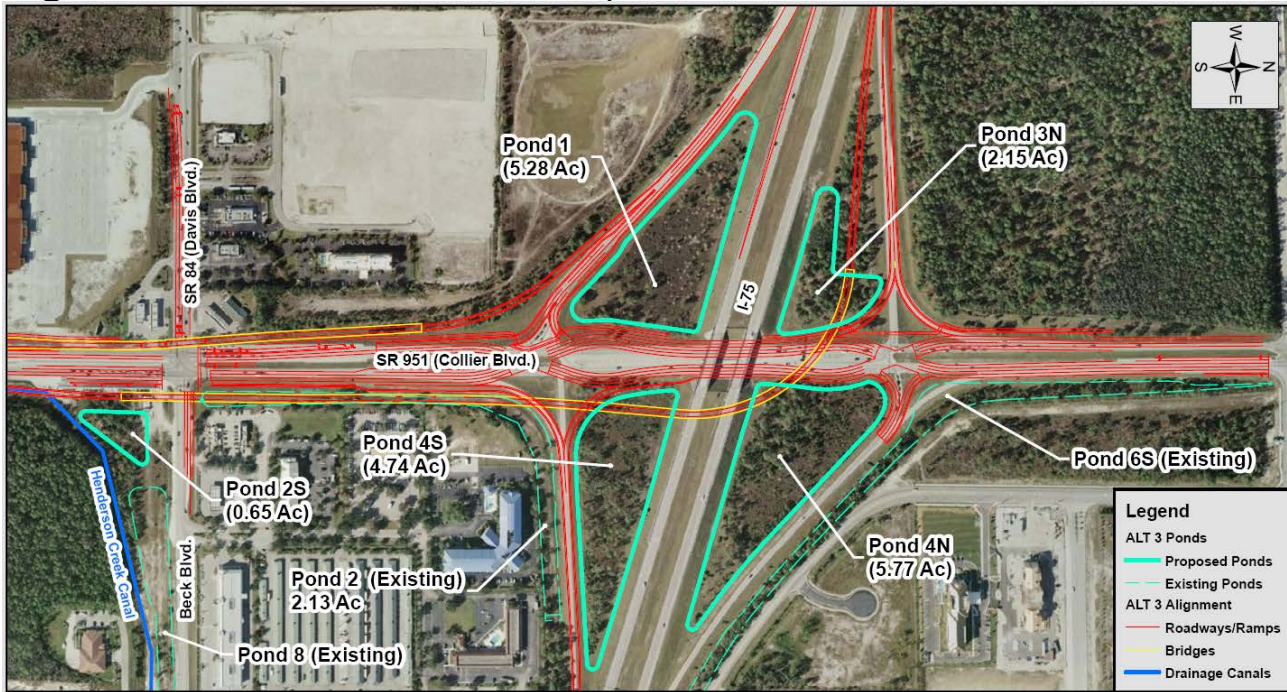 W
S
N
E
Pond 1
(5.28 Ac)
Pond 3N
(2.15 Ac)
SR 84 (Davis Blvd.)
I-75
SR 951 (Collier Blvd.)
Pond 4S
(4.74 Ac)
Pond 6S (Existing)
Pond 2S
(0.65 Ac)
Henderson Creek Canal
Beck Blvd.
Pond 2 (Existing)
2.13 Ac
Pond 4N
(5.77 Ac)
Pond 8 (Existing)
Legend
ALT 3 Ponds
Proposed Ponds
Existing Ponds
ALT 3 Alignment
Roadways/Ramps
Bridges
Drainage Canals